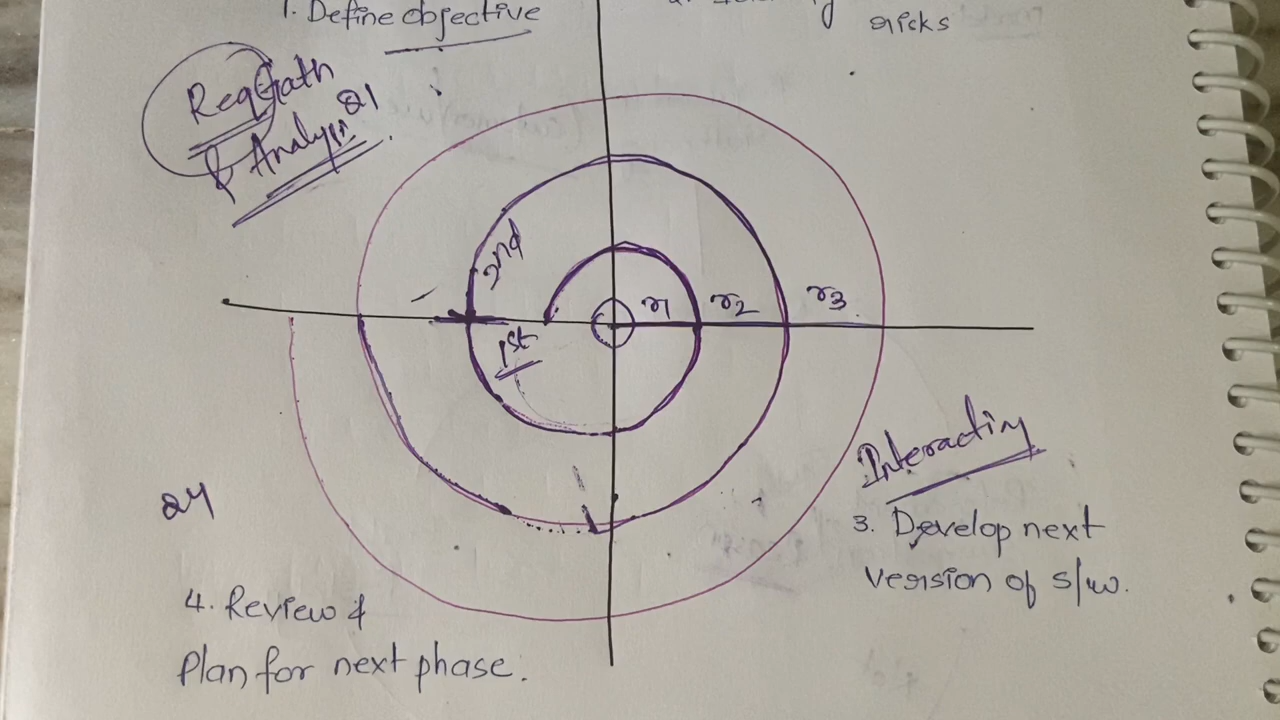 1. Define objective
risks
Req Gath
& Analysis Q1
2nd
r1 r2 r3
1st
Interacting
3. Develop next
version of s/w.
Q4
4. Review &
Plan for next phase.